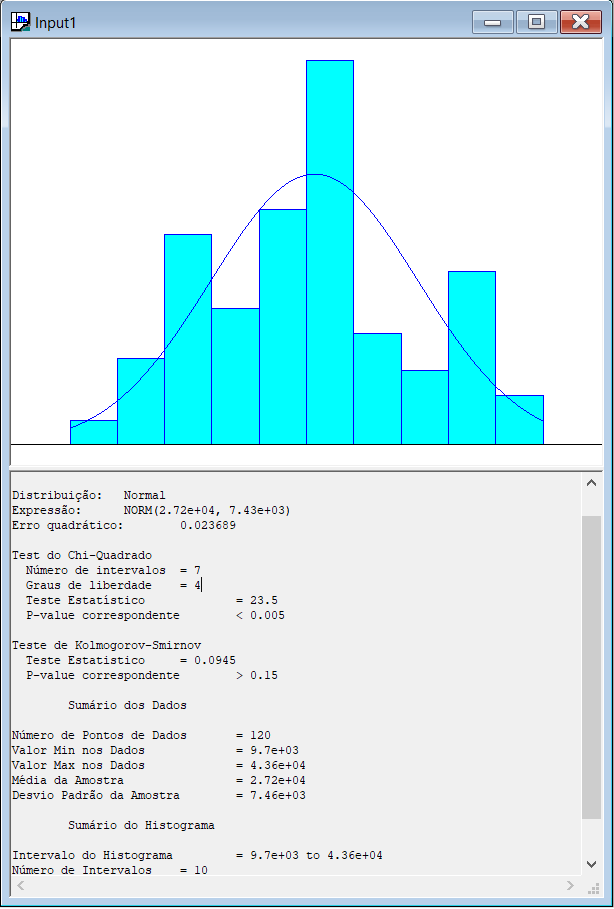 Input1
Distribuição: Normal
Expressão: NORM(2.72e+04, 7.43e+03)
Erro quadrático: 0.023689
Test do Chi-Quadrado
Número de intervalos = 7
Graus de liberdade = 4
Teste Estatístico = 23.5
P-value correspondente < 0.005
Teste de Kolmogorov-Smirnov
Teste Estatistico = 0.0945
P-value correspondente > 0.15
Sumário dos Dados
Número de Pontos de Dados = 120
Valor Min nos Dados = 9.7e+03
Valor Max nos Dados = 4.36e+04
Média da Amostra = 2.72e+04
Desvio Padrão da Amostra = 7.46e+03
Sumário do Histograma
Intervalo do Histograma = 9.7e+03 to 4.36e+04
Número de Intervalos = 10